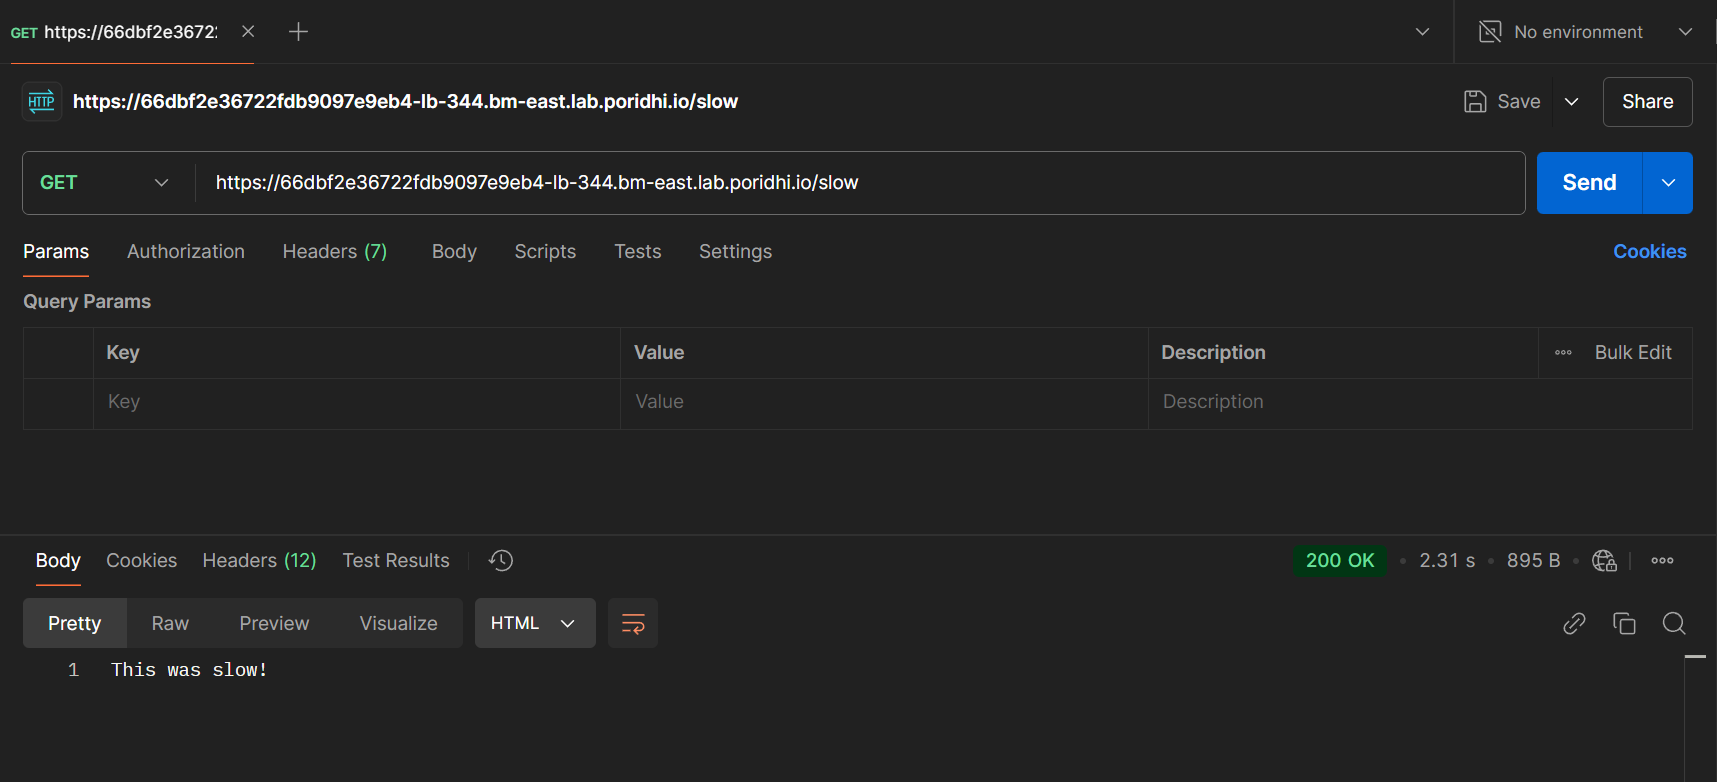 GET https://66dbf2e3672
No environment
HTTP https://66dbf2e36722fdb9097e9eb4-lb-344.bm-east.lab.poridhi.io/slow Save Share
GET https://66dbf2e36722fdb9097e9eb4-lb-344.bm-east.lab.poridhi.io/slow Send
Params Authorization Headers (7) Body Scripts Tests Settings Cookies
Query Params
Key Value Description Bulk Edit
Key Value Description
Body Cookies Headers (12) Test Results 200 OK • 2.31 s • 895 B •
Pretty Raw Preview Visualize HTML
1 This was slow!